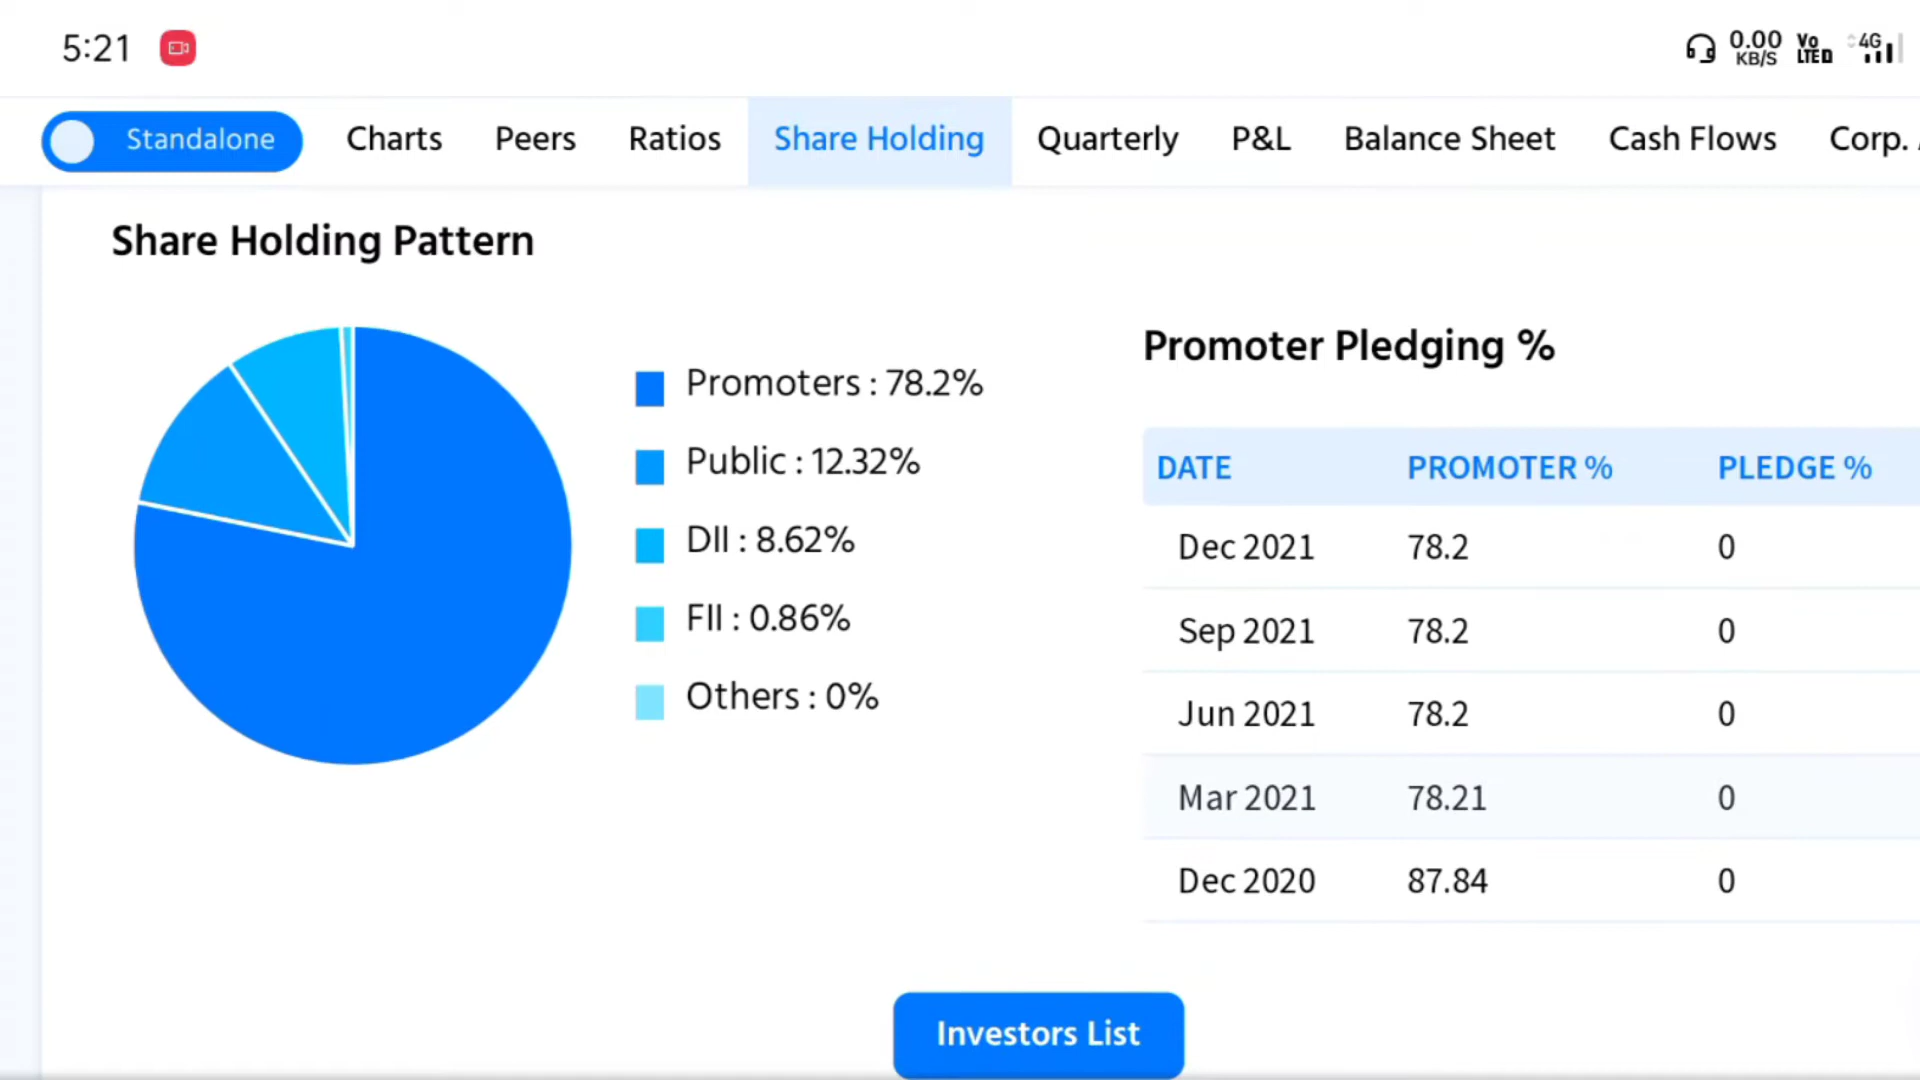 5:21
0.00 KB/S
Vo LTE
4G
Standalone
Charts
Peers
Ratios
Share Holding
Quarterly
P&L
Balance Sheet
Cash Flows
Corp.
Share Holding Pattern
Promoters : 78.2%
Public : 12.32%
DII : 8.62%
FII : 0.86%
Others : 0%
Promoter Pledging %
DATE PROMOTER % PLEDGE %
Dec 2021 78.2 0
Sep 2021 78.2 0
Jun 2021 78.2 0
Mar 2021 78.21 0
Dec 2020 87.84 0
Investors List